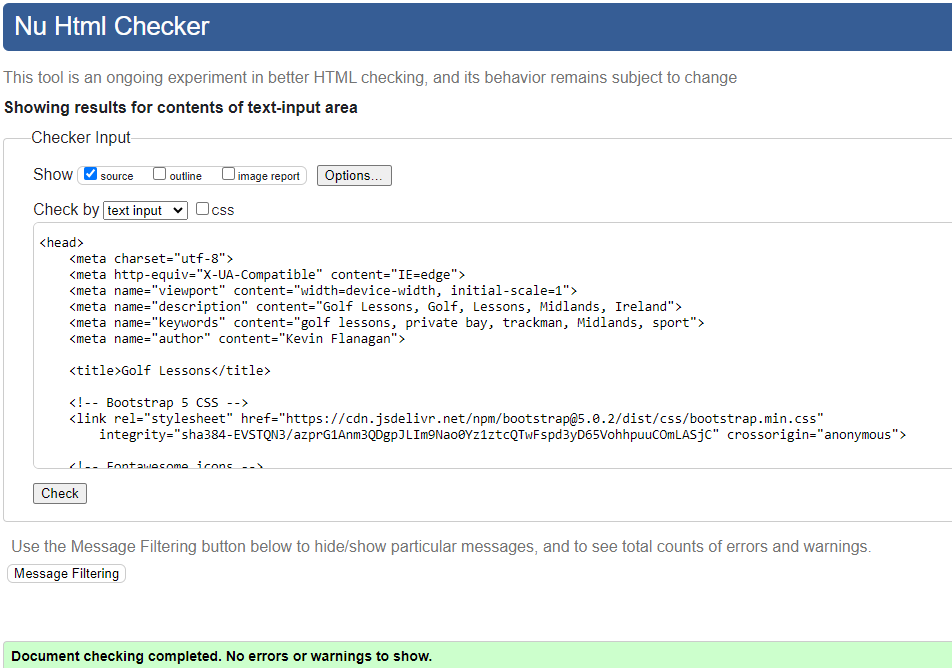 Nu Html Checker
This tool is an ongoing experiment in better HTML checking, and its behavior remains subject to change
Showing results for contents of text-input area
Checker Input
Show source outline image report Options...
Check by text input css
<head>
    <meta charset="utf-8">
    <meta http-equiv="X-UA-Compatible" content="IE=edge">
    <meta name="viewport" content="width=device-width, initial-scale=1">
    <meta name="description" content="Golf Lessons, Golf, Lessons, Midlands, Ireland">
    <meta name="keywords" content="golf lessons, private bay, trackman, Midlands, sport">
    <meta name="author" content="Kevin Flanagan">
    <title>Golf Lessons</title>
    <!-- Bootstrap 5 CSS -->
    <link rel="stylesheet" href="https://cdn.jsdelivr.net/npm/bootstrap@5.0.2/dist/css/bootstrap.min.css"
        integrity="sha384-EVSTQN3/azprG1Anm3QDgpJLIm9Nao0Yz1ztcQTwFspd3yD65VohhpuuCOmLASjC" crossorigin="anonymous">
    <!-- Fontawesome icons -->
Check
Use the Message Filtering button below to hide/show particular messages, and to see total counts of errors and warnings.
Message Filtering
Document checking completed. No errors or warnings to show.